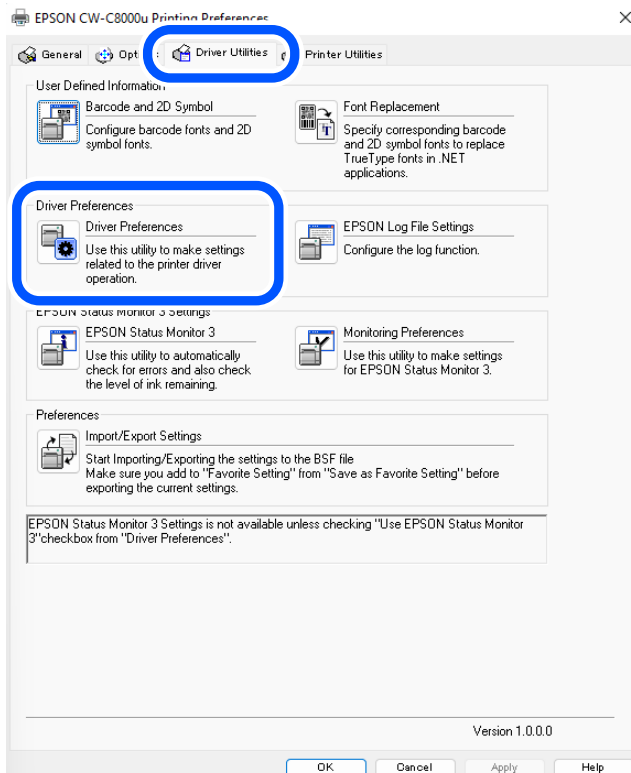 EPSON CW-C8000u Printing Preferences
General
Opt
Driver Utilities
Printer Utilities
User Defined Information
Barcode and 2D Symbol
Configure barcode fonts and 2D
symbol fonts.
Font Replacement
Specify corresponding barcode
and 2D symbol fonts to replace
TrueType fonts in .NET
applications.
Driver Preferences
Driver Preferences
Use this utility to make settings
related to the printer driver
operation.
EPSON Log File Settings
Configure the log function.
EPSON Status Monitor 3 Settings
EPSON Status Monitor 3
Use this utility to automatically
check for errors and also check
the level of ink remaining.
Monitoring Preferences
Use this utility to make settings
for EPSON Status Monitor 3.
Preferences
Import/Export Settings
Start Importing/Exporting the settings to the BSF file
Make sure you add to "Favorite Setting" from "Save as Favorite Setting" before
exporting the current settings.
EPSON Status Monitor 3 Settings is not available unless checking "Use EPSON Status Monitor
3"checkbox from "Driver Preferences".
Version 1.0.0.0
OK
Cancel
Apply
Help